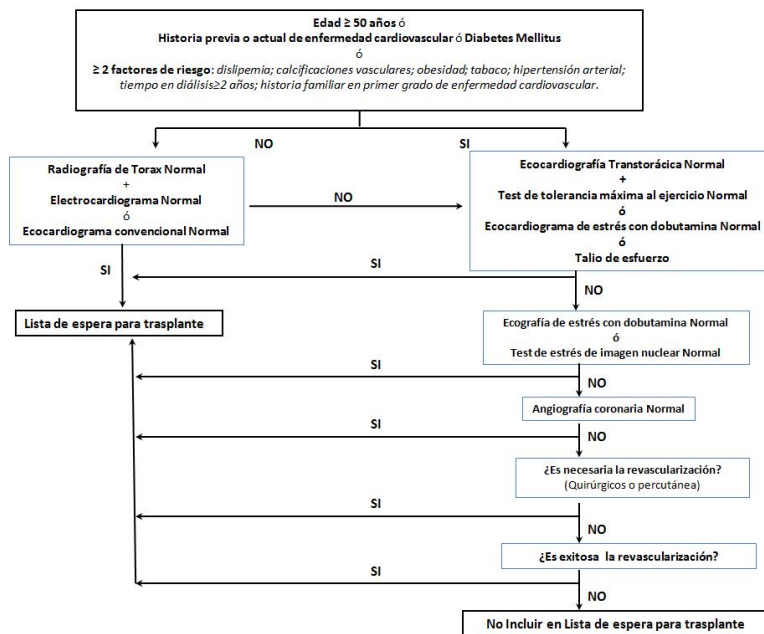 Edad ≥ 50 años ó
Historia previa o actual de enfermedad cardiovascular ó Diabetes Mellitus
ó
≥ 2 factores de riesgo: dislipemia; calcificaciones vasculares; obesidad; tabaco; hipertensión arterial;
tiempo en diálisis≥2 años; historia familiar en primer grado de enfermedad cardiovascular.
NO
SI
Radiografía de Torax Normal
+
Electrocardiograma Normal
ó
Ecocardiograma convencional Normal
NO
Ecocardiografía Transtorácica Normal
+
Test de tolerancia máxima al ejercicio Normal
ó
Ecocardiograma de estrés con dobutamina Normal
ó
Talio de esfuerzo
SI
SI
NO
Lista de espera para trasplante
Ecografía de estrés con dobutamina Normal
ó
Test de estrés de imagen nuclear Normal
SI
NO
Angiografía coronaria Normal
SI
NO
¿Es necesaria la revascularización?
(Quirúrgicos o percutánea)
SI
NO
¿Es exitosa la revascularización?
SI
NO
No Incluir en Lista de espera para trasplante